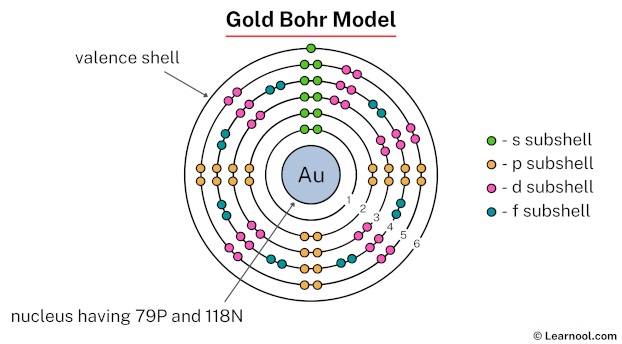 Gold Bohr Model
valence shell
Au
1
2
3
4
5
6
- s subshell
- p subshell
- d subshell
- f subshell
nucleus having 79P and 118N
© Learnool.com